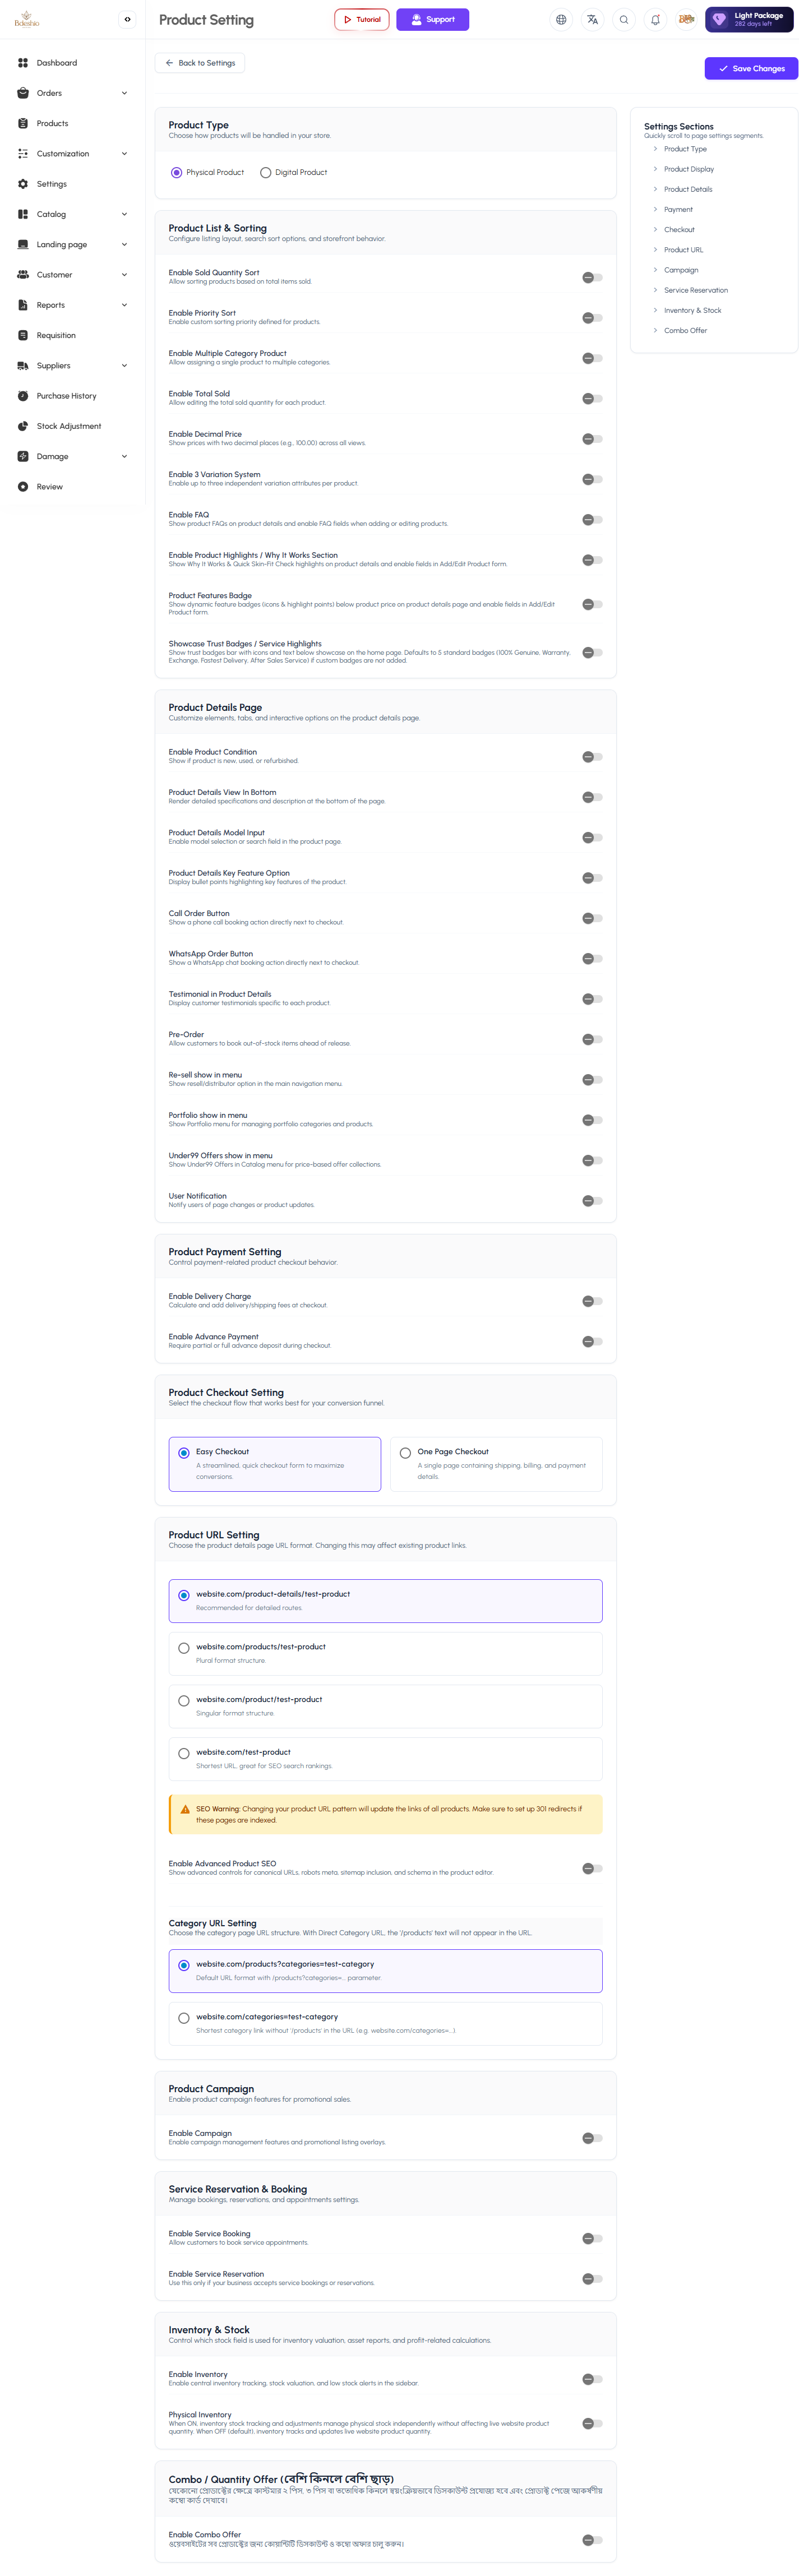 Bideshio
Product Setting
Tutorial
Support
Light Package
282 days left
Dashboard
Orders
Products
Customization
Settings
Catalog
Landing page
Customer
Reports
Requisition
Suppliers
Purchase History
Stock Adjustment
Damage
Review
Back to Settings
Save Changes
Product Type
Choose how products will be handled in your store.
Physical Product
Digital Product
Product List & Sorting
Configure listing layout, search sort options, and storefront behavior.
Enable Sold Quantity Sort
Allow sorting products based on total items sold.
Enable Priority Sort
Enable custom sorting priority defined for products.
Enable Multiple Category Product
Allow assigning a single product to multiple categories.
Enable Total Sold
Allow editing the total sold quantity for each product.
Enable Decimal Price
Show prices with two decimal places (e.g., 100.00) across all views.
Enable 3 Variation System
Enable up to three independent variation attributes per product.
Enable FAQ
Show product FAQs on product details and enable FAQ fields when adding or editing products.
Enable Product Highlights / Why It Works Section
Show Why It Works & Quick Skin-Fit Check highlights on product details and enable fields in Add/Edit Product form.
Product Features Badge
Show dynamic feature badges (icons & highlight points) below product price on product details page and enable fields in Add/Edit
Product form.
Showcase Trust Badges / Service Highlights
Show trust badges bar with icons and text below showcase on the home page. Defaults to 5 standard badges (100% Genuine, Warranty,
Exchange, Fastest Delivery, After Sales Service) if custom badges are not added.
Product Details Page
Customize elements, tabs, and interactive options on the product details page.
Enable Product Condition
Show if product is new, used, or refurbished.
Product Details View In Bottom
Render detailed specifications and description at the bottom of the page.
Product Details Model Input
Enable model selection or search field in the product page.
Product Details Key Feature Option
Display bullet points highlighting key features of the product.
Call Order Button
Show a phone call booking action directly next to checkout.
WhatsApp Order Button
Show a WhatsApp chat booking action directly next to checkout.
Testimonial in Product Details
Display customer testimonials specific to each product.
Pre-Order
Allow customers to book out-of-stock items ahead of release.
Re-sell show in menu
Show resell/distributor option in the main navigation menu.
Portfolio show in menu
Show Portfolio menu for managing portfolio categories and products.
Under99 Offers show in menu
Show Under99 Offers in Catalog menu for price-based offer collections.
User Notification
Notify users of page changes or product updates.
Product Payment Setting
Control payment-related product checkout behavior.
Enable Delivery Charge
Calculate and add delivery/shipping fees at checkout.
Enable Advance Payment
Require partial or full advance deposit during checkout.
Product Checkout Setting
Select the checkout flow that works best for your conversion funnel.
Easy Checkout
A streamlined, quick checkout form to maximize
conversions.
One Page Checkout
A single page containing shipping, billing, and payment
details.
Product URL Setting
Choose the product details page URL format. Changing this may affect existing product links.
website.com/product-details/test-product
Recommended for detailed routes.
website.com/products/test-product
Plural format structure.
website.com/product/test-product
Singular format structure.
website.com/test-product
Shortest URL, great for SEO search rankings.
SEO Warning: Changing your product URL pattern will update the links of all products. Make sure to set up 301 redirects if
these pages are indexed.
Enable Advanced Product SEO
Show advanced controls for canonical URLs, robots meta, sitemap inclusion, and schema in the product editor.
Category URL Setting
Choose the category page URL structure. With Direct Category URL, the '/products' text will not appear in the URL.
website.com/products?categories=test-category
Default URL format with /products?categories=... parameter.
website.com/categories=test-category
Shortest category link without '/products' in the URL (e.g. website.com/categories=...).
Product Campaign
Enable product campaign features for promotional sales.
Enable Campaign
Enable campaign management features and promotional listing overlays.
Service Reservation & Booking
Manage bookings, reservations, and appointments settings.
Enable Service Booking
Allow customers to book service appointments.
Enable Service Reservation
Use this only if your business accepts service bookings or reservations.
Inventory & Stock
Control which stock field is used for inventory valuation, asset reports, and profit-related calculations.
Enable Inventory
Enable central inventory tracking, stock valuation, and low stock alerts in the sidebar.
Physical Inventory
When ON, inventory stock tracking and adjustments manage physical stock independently without affecting live website product
quantity. When OFF (default), inventory tracks and updates live website product quantity.
Combo / Quantity Offer (বেশি কিনলে বেশি ছাড়)
যেকোনো প্রোডাক্টের ক্ষেত্রে কাস্টমার ২ পিস, ৩ পিস বা ততোধিক কিনলে স্বয়ংক্রিয়ভাবে ডিসকাউন্ট প্রযোজ্য হবে এবং প্রোডাক্ট পেজে আকর্ষণীয়
কম্বো কার্ড দেখাবে।
Enable Combo Offer
ওয়েবসাইটের সব প্রোডাক্টের জন্য কোয়ান্টিটি ডিসকাউন্ট ও কম্বো অফার চালু করুন।
Settings Sections
Quickly scroll to page settings segments.
Product Type
Product Display
Product Details
Payment
Checkout
Product URL
Campaign
Service Reservation
Inventory & Stock
Combo Offer